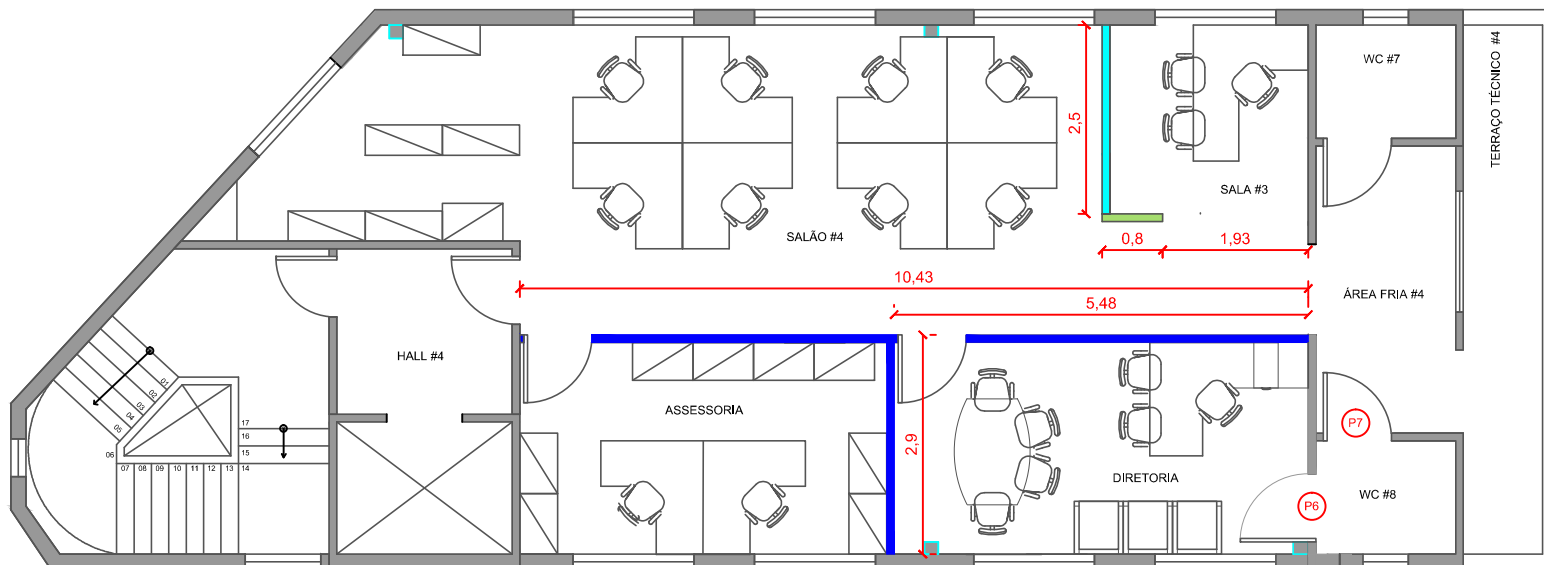 TERRAÇO TÉCNICO #4
WC #7
2,5
SALA #3
SALÃO #4
0,8
1,93
10,43
5,48
ÁREA FRIA #4
HALL #4
01
02
03
04
05
06
07
08
09
10
11
12
13
14
15
16
17
ASSESSORIA
2,9
DIRETORIA
P7
P6
WC #8